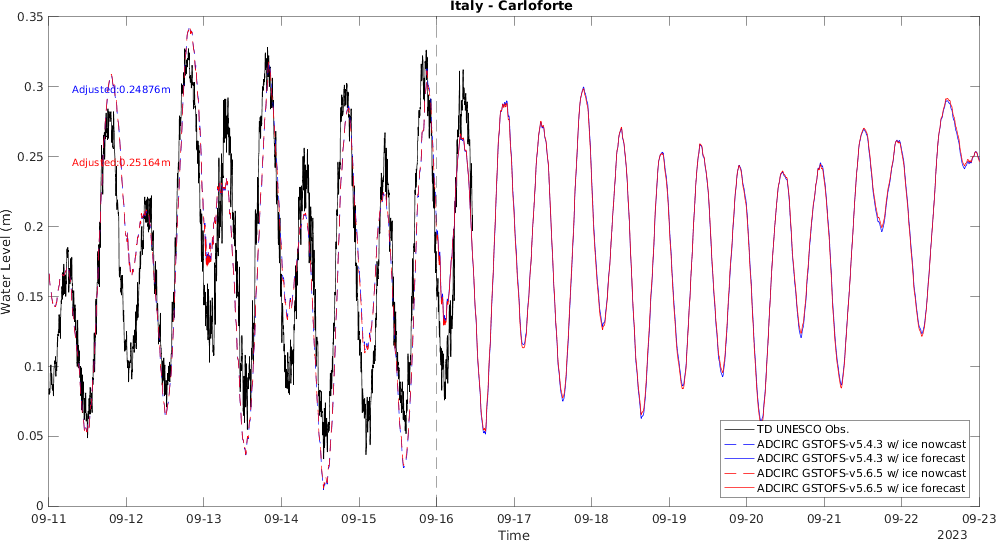 Italy - Carloforte
0.35
0.3
0.25
0.2
0.15
0.1
0.05
0
Water Level (m)
Adjusted:0.24876m
Adjusted:0.25164m
TD UNESCO Obs.
ADCIRC GSTOFS-v5.4.3 w/ ice nowcast
ADCIRC GSTOFS-v5.4.3 w/ ice forecast
ADCIRC GSTOFS-v5.6.5 w/ ice nowcast
ADCIRC GSTOFS-v5.6.5 w/ ice forecast
09-11 09-12 09-13 09-14 09-15 09-16 09-17 09-18 09-19 09-20 09-21 09-22 09-23
Time
2023